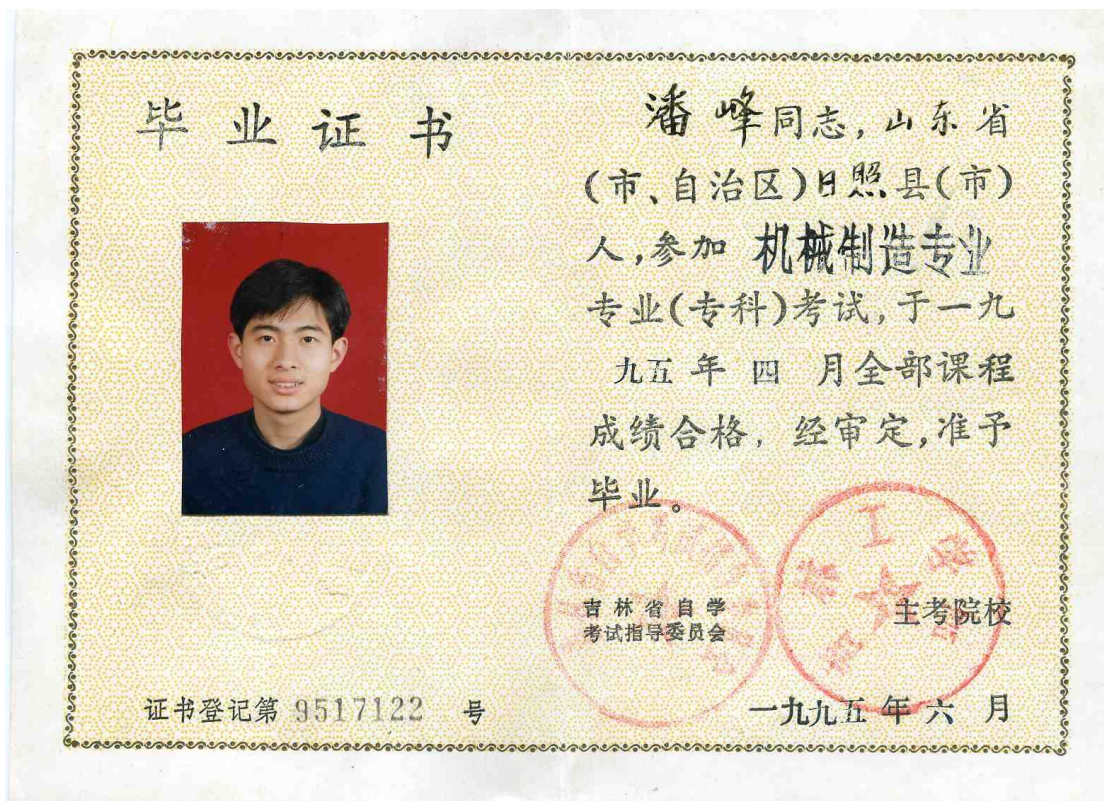 毕业证书
潘峰同志，山东省
(市、自治区)日照县(市)
人，参加 机械制造专业
专业(专科)考试，于一九
九五年 四 月全部课程
成绩合格，经审定，准予
毕业。
吉林省自学
考试指导委员会
主考院校
证书登记第 9517122 号
一九九五年六月